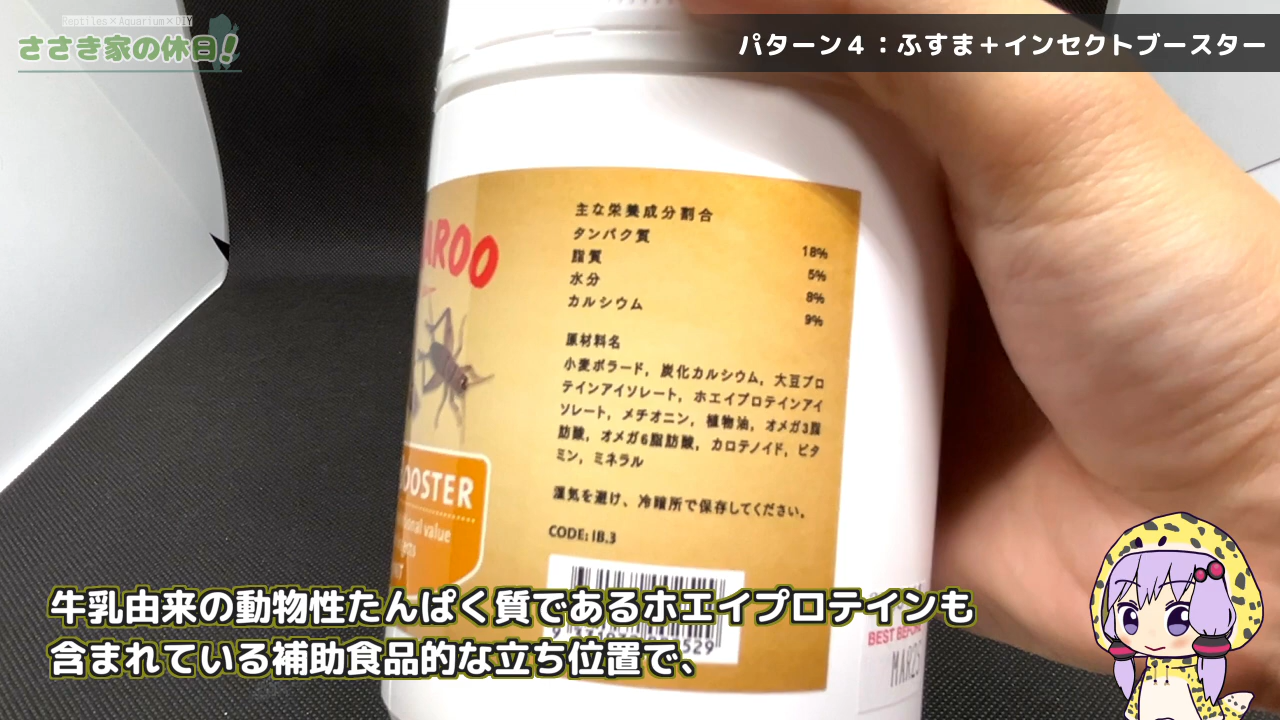 Reptiles×Aquarium×DIY
ささき家の休日!
パターン4:ふすま+インセクトブースター
主な栄養成分割合
タンパク質 18%
脂質 5%
水分 8%
カルシウム 9%
AROO
原材料名
小麦ポラード, 炭化カルシウム, 大豆プロ
テインアイソレート, ホエイプロテインアイ
ソレート, メチオニン, 植物油, オメガ3脂
肪酸, オメガ6脂肪酸, カロテノイド, ビタ
ミン, ミネラル
湿気を避け、冷暗所で保存してください。
CODE: IB.3
OOSTER
value
BEST BEFOR
牛乳由来の動物性たんぱく質であるホエイプロテインも
含まれている補助食品的な立ち位置で、